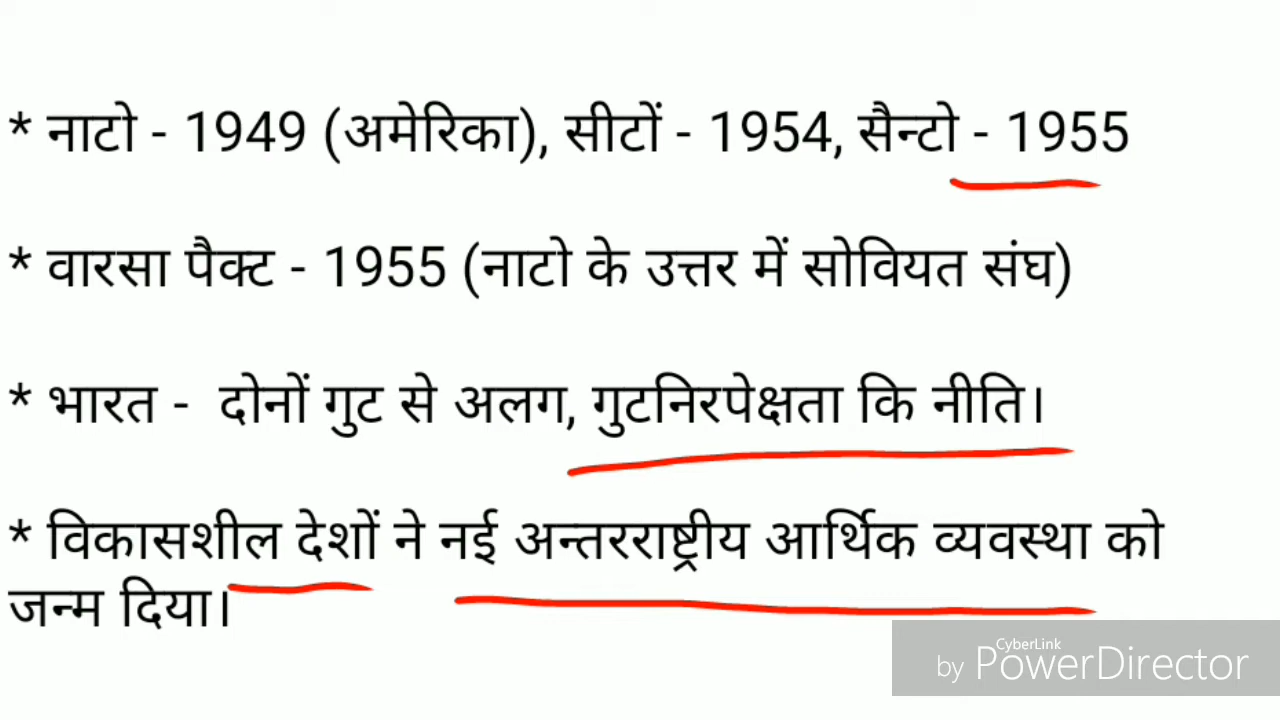 * नाटो - 1949 (अमेरिका), सीटों - 1954, सैन्टो - 1955
* वारसा पैक्ट - 1955 (नाटो के उत्तर में सोवियत संघ)
* भारत - दोनों गुट से अलग, गुटनिरपेक्षता कि नीति।
* विकासशील देशों ने नई अन्तरराष्ट्रीय आर्थिक व्यवस्था को
जन्म दिया।
CyberLink
by PowerDirector